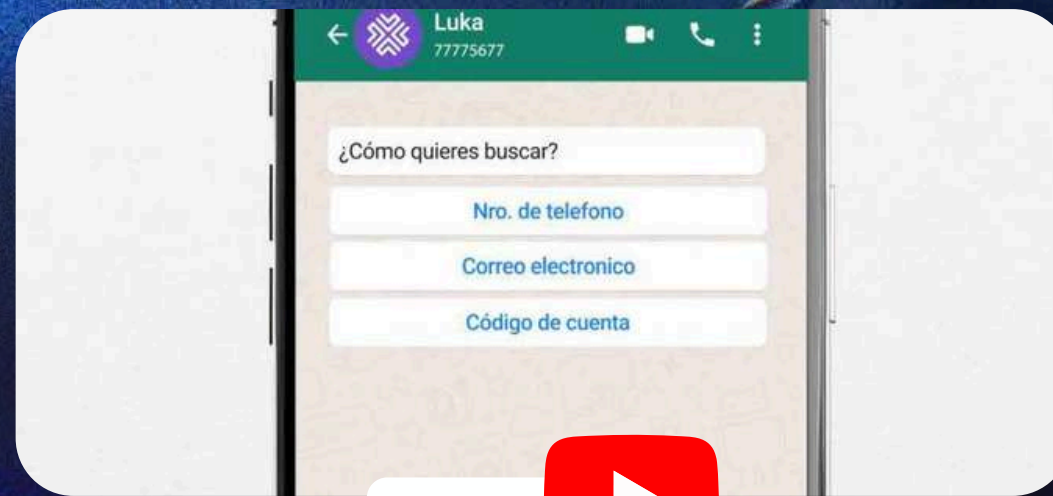 Luka
77775677
¿Cómo quieres buscar?
Nro. de telefono
Correo electronico
Código de cuenta